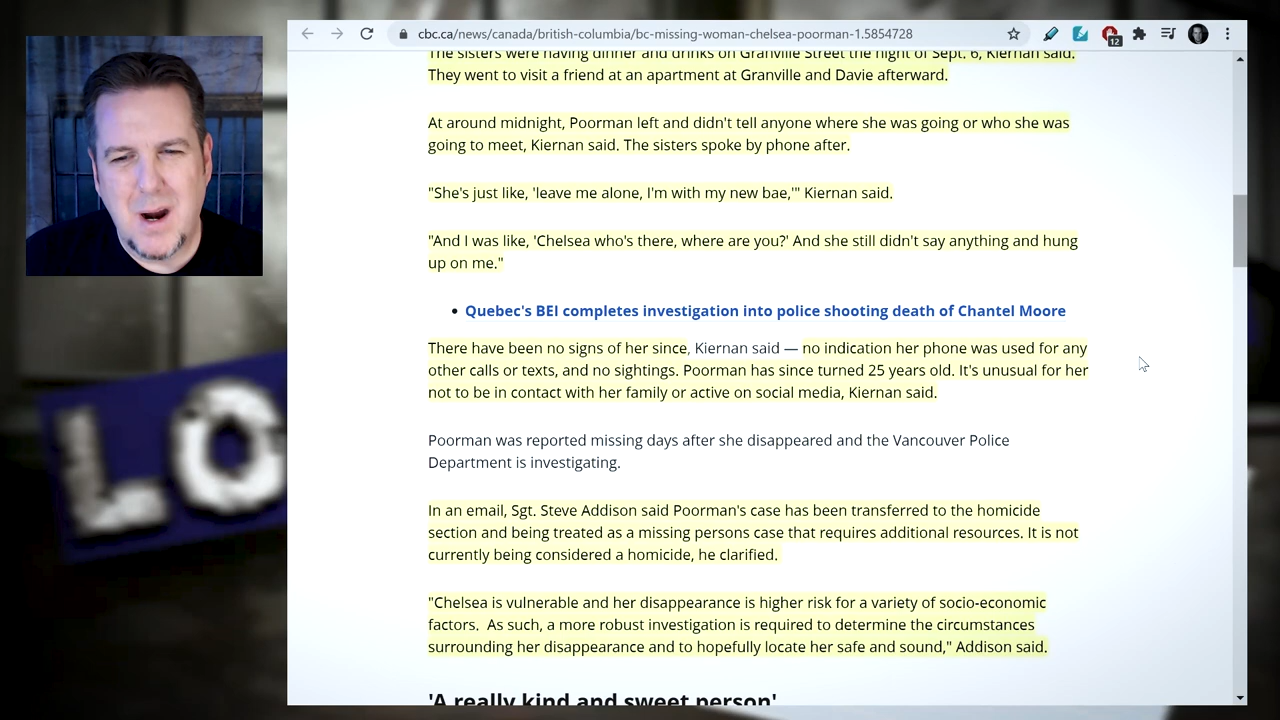 cbc.ca/news/canada/british-columbia/bc-missing-woman-chelsea-poorman-1.5854728
12
The sisters were having dinner and drinks on Granville Street the night of Sept. 6, Kiernan said.
They went to visit a friend at an apartment at Granville and Davie afterward.
At around midnight, Poorman left and didn't tell anyone where she was going or who she was
going to meet, Kiernan said. The sisters spoke by phone after.
"She's just like, 'leave me alone, I'm with my new bae,'" Kiernan said.
"And I was like, 'Chelsea who's there, where are you?' And she still didn't say anything and hung
up on me."
• Quebec's BEI completes investigation into police shooting death of Chantel Moore
There have been no signs of her since, Kiernan said — no indication her phone was used for any
other calls or texts, and no sightings. Poorman has since turned 25 years old. It's unusual for her
not to be in contact with her family or active on social media, Kiernan said.
Poorman was reported missing days after she disappeared and the Vancouver Police
Department is investigating.
In an email, Sgt. Steve Addison said Poorman's case has been transferred to the homicide
section and being treated as a missing persons case that requires additional resources. It is not
currently being considered a homicide, he clarified.
"Chelsea is vulnerable and her disappearance is higher risk for a variety of socio-economic
factors.  As such, a more robust investigation is required to determine the circumstances
surrounding her disappearance and to hopefully locate her safe and sound," Addison said.
'A really kind and sweet person'
LO